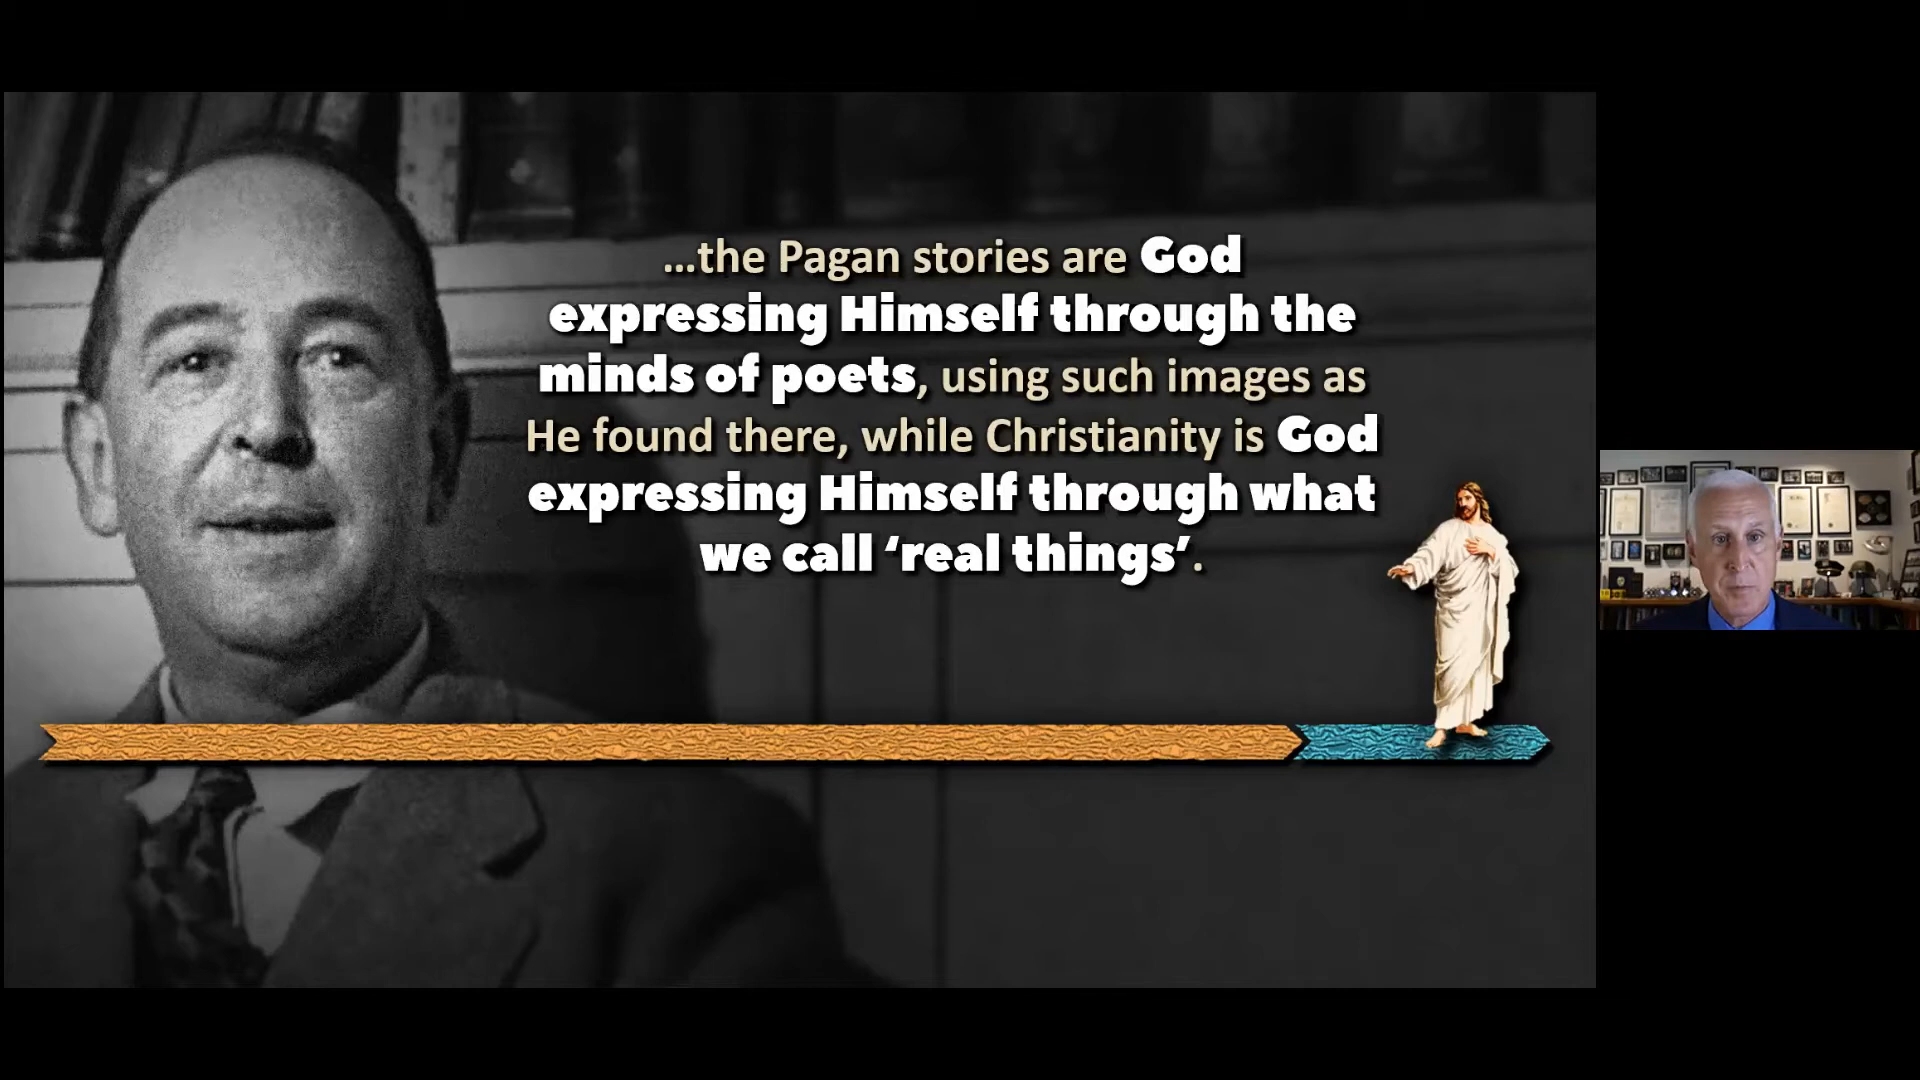 ...the Pagan stories are God
expressing Himself through the
minds of poets, using such images as
He found there, while Christianity is God
expressing Himself through what
we call ‘real things’.